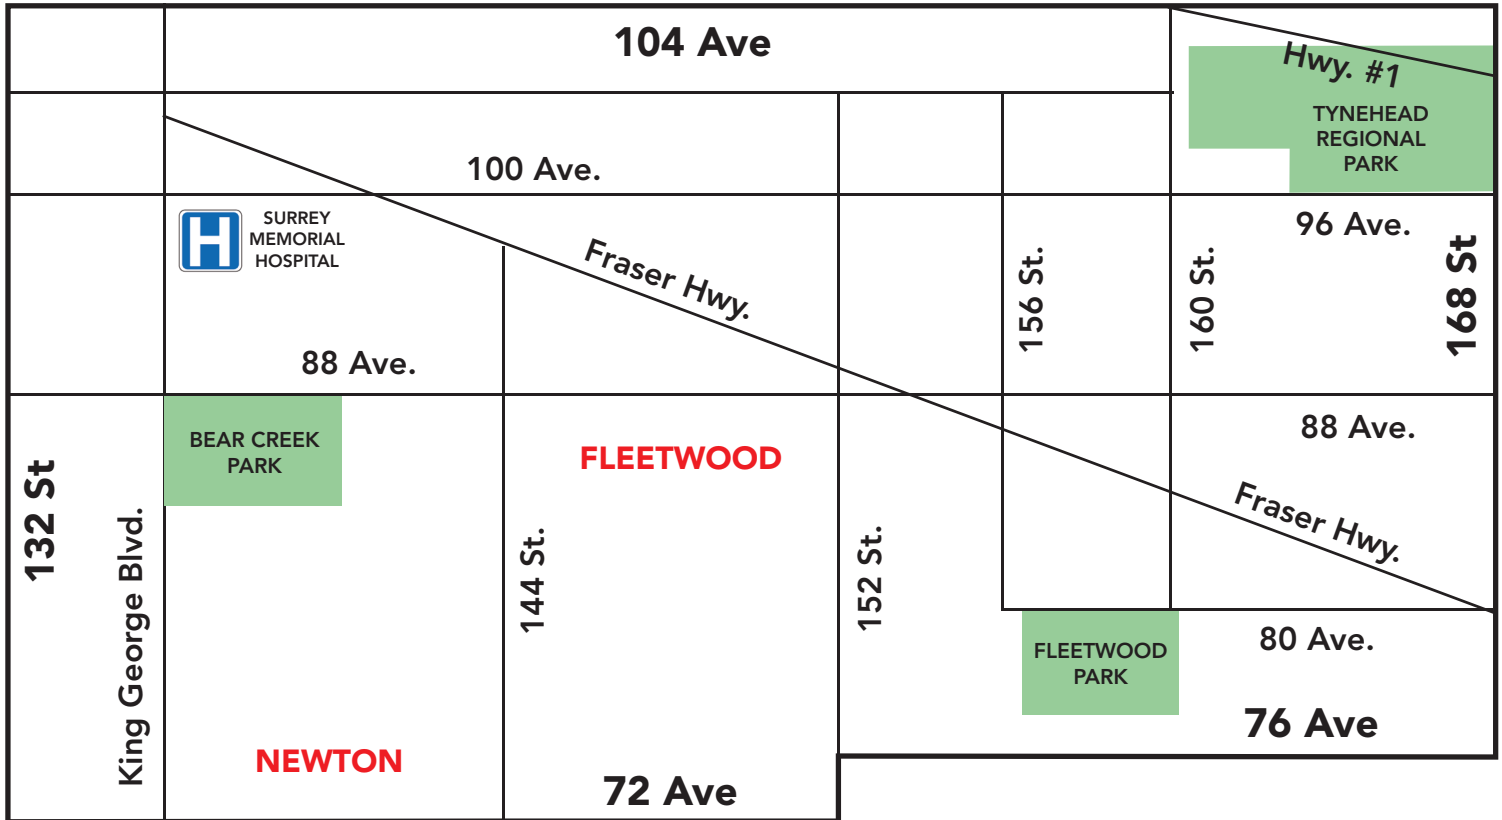 104 Ave
Hwy. #1
TYNEHEAD
REGIONAL
PARK
100 Ave.
H
SURREY
MEMORIAL
HOSPITAL
96 Ave.
Fraser Hwy.
156 St.
160 St.
168 St
88 Ave.
BEAR CREEK
PARK
FLEETWOOD
88 Ave.
132 St
King George Blvd.
144 St.
152 St.
Fraser Hwy.
FLEETWOOD
PARK
80 Ave.
76 Ave
NEWTON
72 Ave